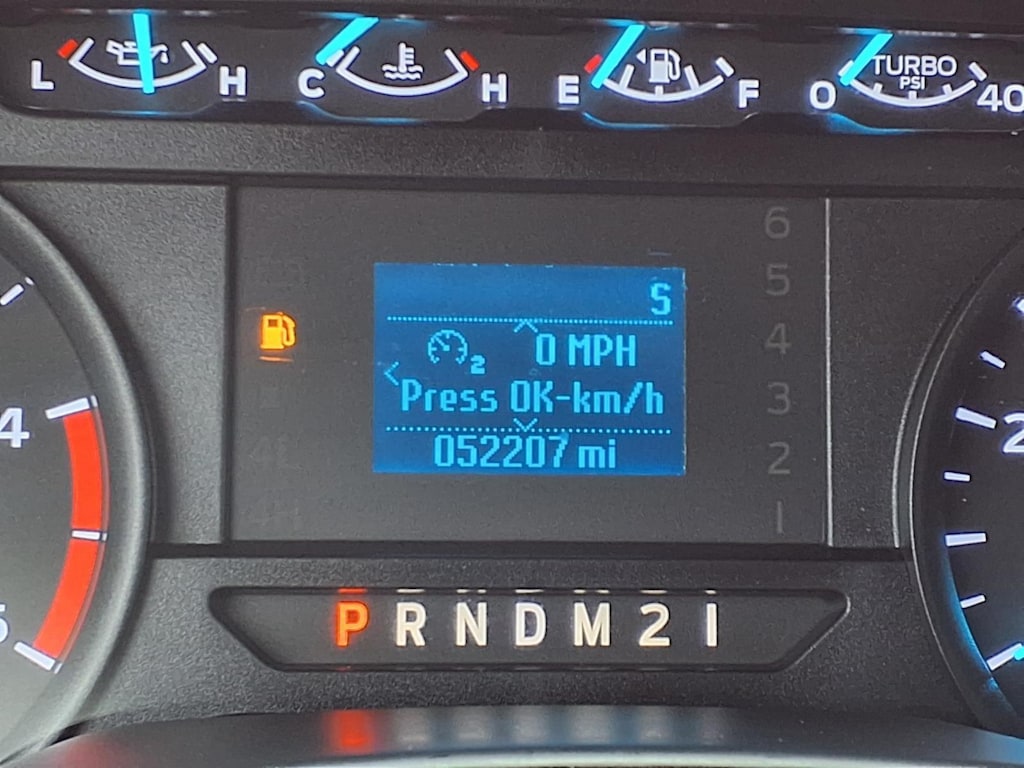 L H C H E F O TURBO PSI 40
6
S
5
0 MPH
2
4
Press OK-km/h
3
052207 mi
2
1
4
5
2
P R N D M 2 1